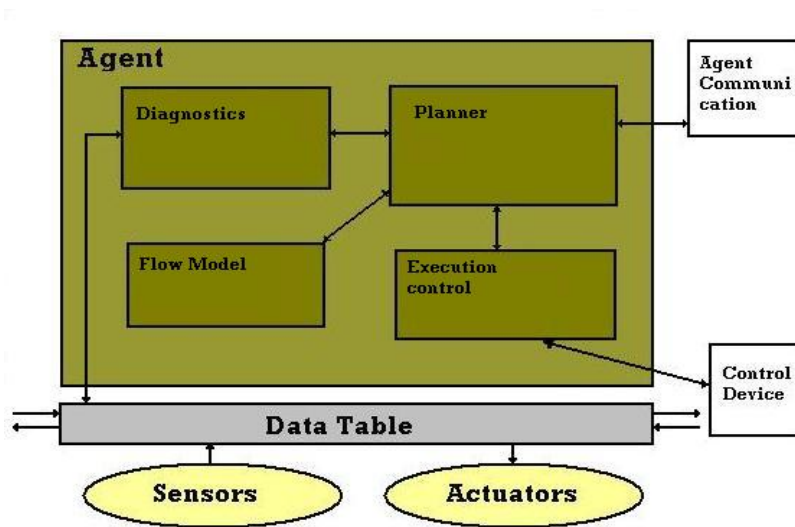 Agent
Agent
Communi
cation
Diagnostics
Planner
Flow Model
Execution
control
Control
Device
Data Table
Sensors
Actuators